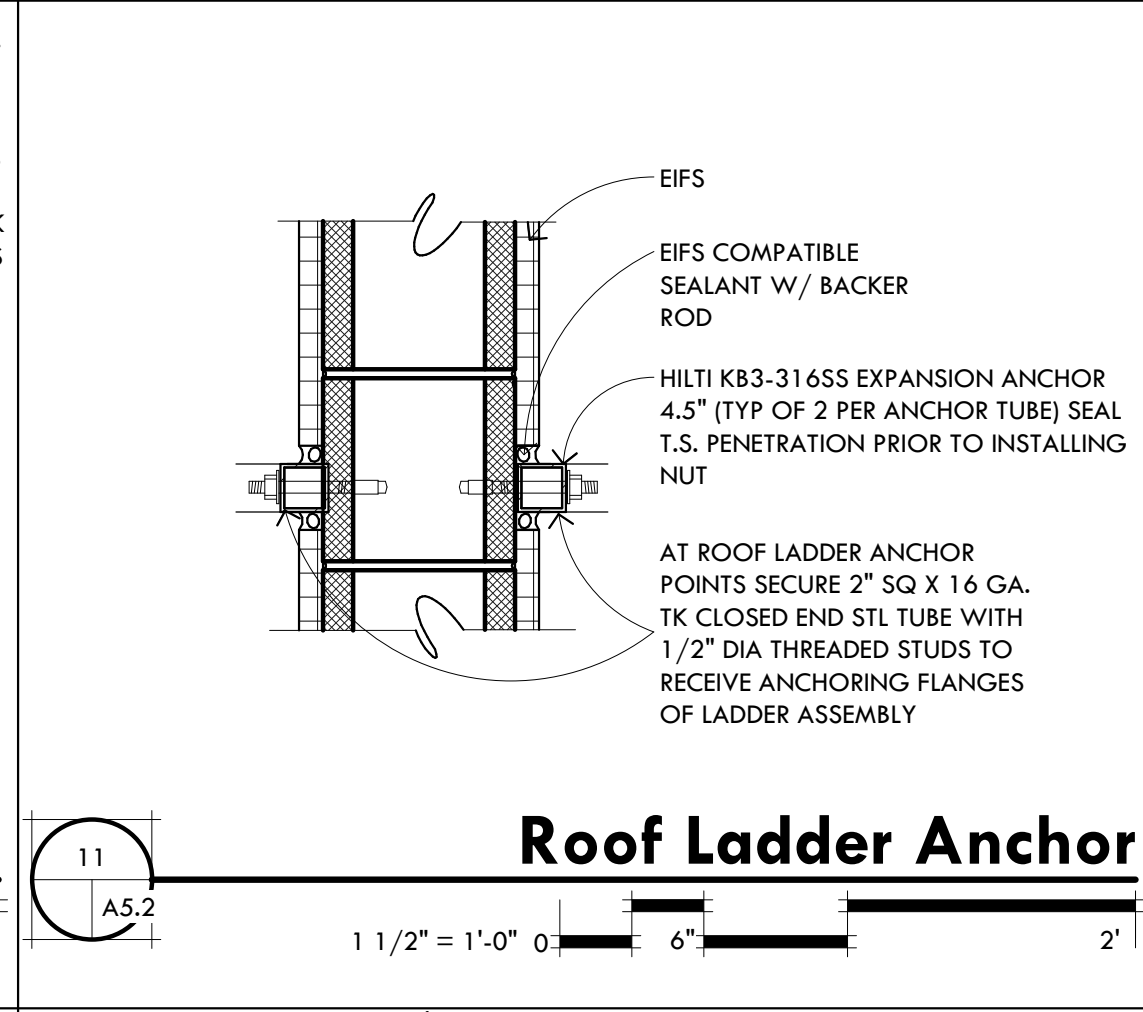 EIFS
EIFS COMPATIBLE
SEALANT W/ BACKER
ROD
HILTI KB3-316SS EXPANSION ANCHOR
4.5" (TYP OF 2 PER ANCHOR TUBE) SEAL
T.S. PENETRATION PRIOR TO INSTALLING
NUT
AT ROOF LADDER ANCHOR
POINTS SECURE 2" SQ X 16 GA.
TK CLOSED END STL TUBE WITH
1/2" DIA THREADED STUDS TO
RECEIVE ANCHORING FLANGES
OF LADDER ASSEMBLY
Roof Ladder Anchor
11
A5.2
1 1/2" = 1'-0" 0 6" 2'